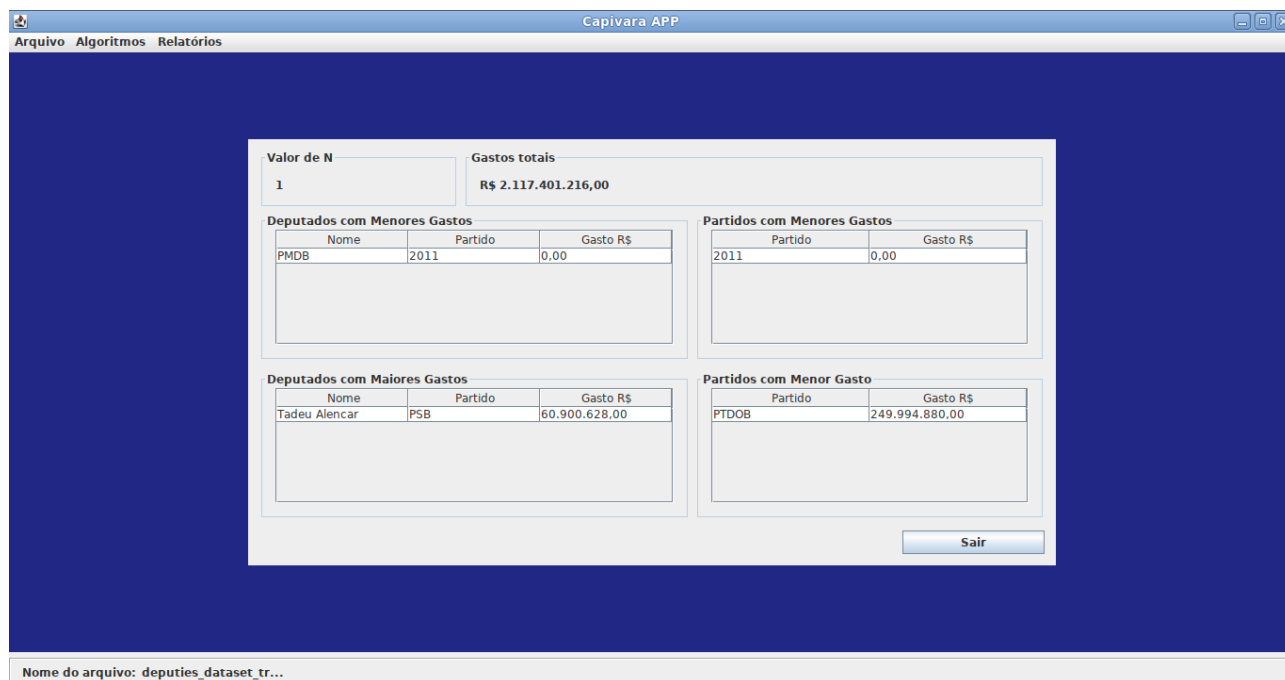 Capivara APP
Arquivo Algoritmos Relatórios
Valor de N
1
Gastos totais
R$ 2.117.401.216,00
Deputados com Menores Gastos
Nome Partido Gasto R$
PMDB 2011 0,00
Partidos com Menores Gastos
Partido Gasto R$
2011 0,00
Deputados com Maiores Gastos
Nome Partido Gasto R$
Tadeu Alencar PSB 60.900.628,00
Partidos com Menor Gasto
Partido Gasto R$
PTDOB 249.994.880,00
Sair
Nome do arquivo: deputies_dataset_tr...